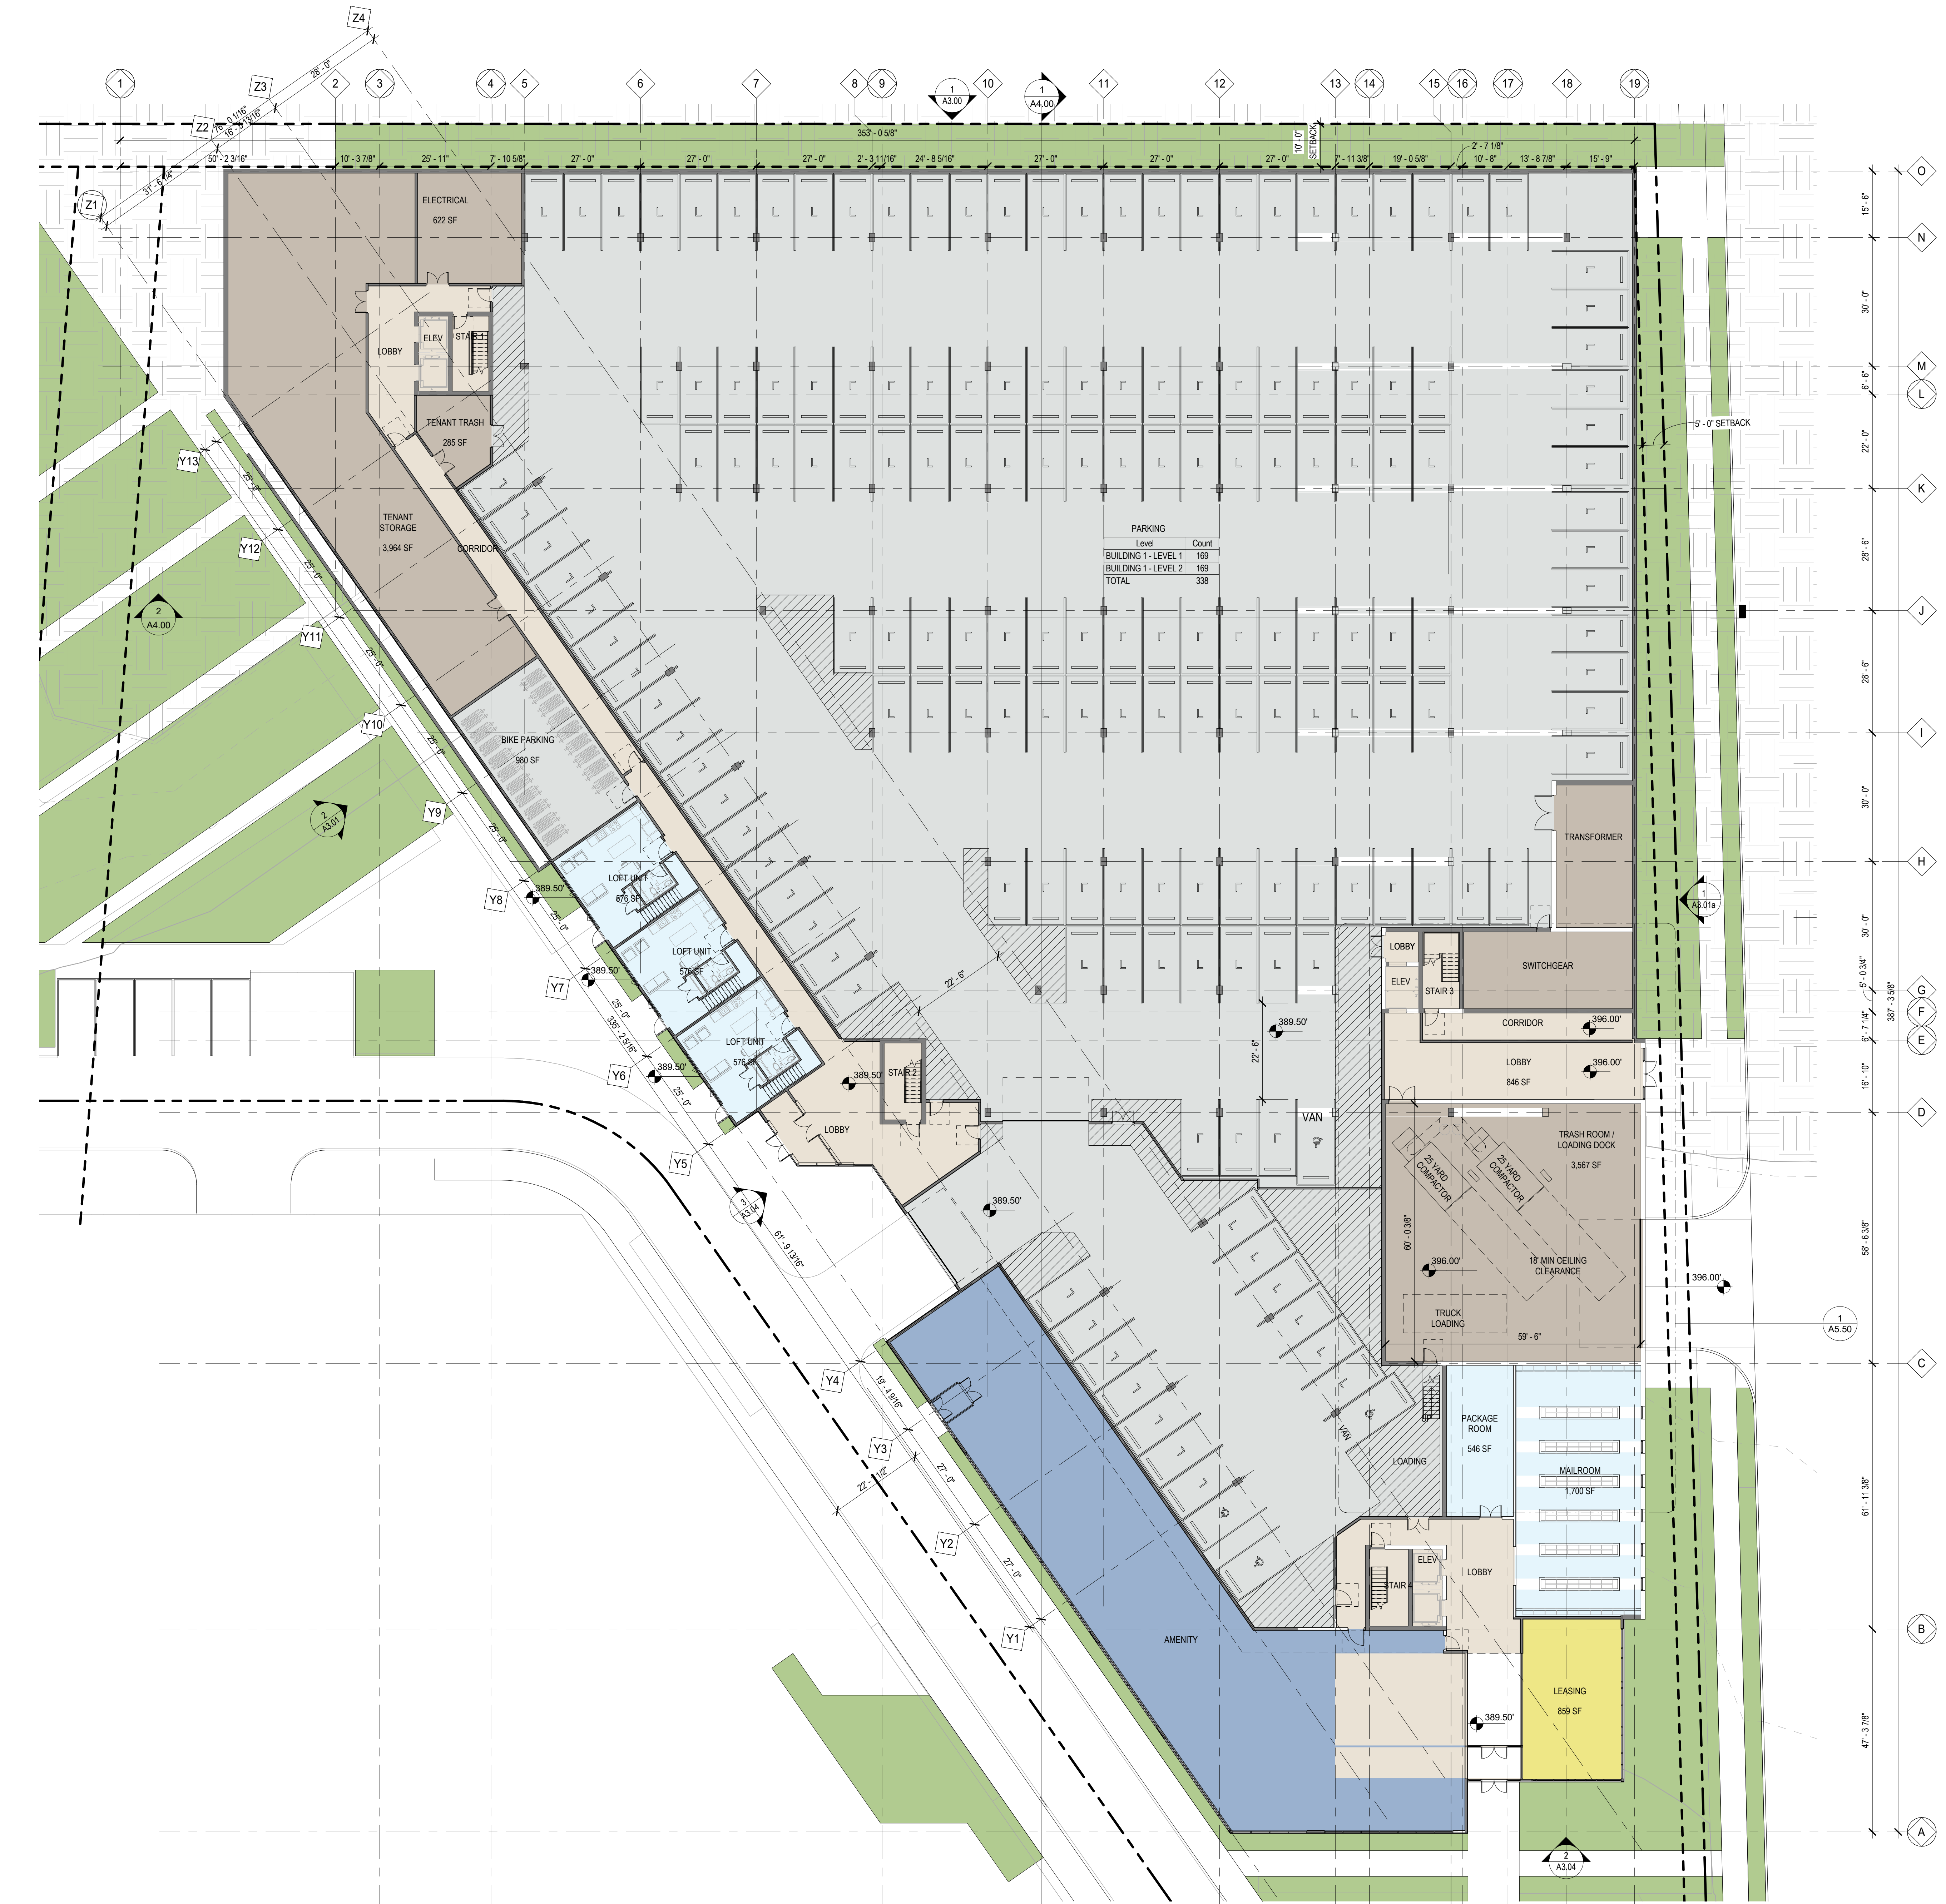 Z4
Z3
28' - 0"
1
2
3
4
5
6
7
8
9
1
A3.00
10
1
A4.00
11
12
13
14
15
16
17
18
19
Z2
16' - 0 1/16"
16' - 9 13/16"
353' - 0 5/8"
10' - 0"
SETBACK
2' - 7 1/8"
50' - 2 3/16"
10' - 3 7/8"
25' - 11"
7' - 10 5/8"
27' - 0"
27' - 0"
27' - 0"
2' - 3 11/16"
24' - 8 5/16"
27' - 0"
27' - 0"
27' - 0"
7' - 11 3/8"
19' - 0 5/8"
10' - 8"
13' - 8 7/8"
15' - 9"
O
Z1
31' - 6 1/4"
ELECTRICAL
622 SF
15' - 6"
N
30' - 0"
ELEV
STAIR 1
LOBBY
M
6' - 6"
L
TENANT TRASH
285 SF
5' - 0" SETBACK
22' - 0"
Y13
25' - 0"
K
TENANT
STORAGE
3,964 SF
CORRIDOR
PARKING
Level Count
BUILDING 1 - LEVEL 1 169
BUILDING 1 - LEVEL 2 169
TOTAL 338
28' - 6"
Y12
25' - 0"
2
A4.00
Y11
J
25' - 0"
28' - 6"
Y10
I
BIKE PARKING
980 SF
25' - 0"
2
A3.01
Y9
25' - 0"
30' - 0"
TRANSFORMER
H
LOFT UNIT
576 SF
389.50'
Y8
1
A3.01a
25' - 0"
30' - 0"
LOFT UNIT
576 SF
389.50'
Y7
22' - 6"
LOBBY
ELEV
STAIR 3
SWITCHGEAR
G
5' - 0 3/4"
387' - 3 5/8"
F
25' - 0"
335' - 2 5/16"
389.50'
CORRIDOR
396.00'
6' - 7 1/4"
E
LOFT UNIT
576 SF
22' - 6"
LOBBY
846 SF
396.00'
Y6
389.50'
389.50'
STAIR 2
16' - 10"
25' - 0"
D
VAN
LOBBY
Y5
TRASH ROOM /
LOADING DOCK
3,567 SF
25 YARD
COMPACTOR
25 YARD
COMPACTOR
3
A3.04
389.50'
61' - 9 13/16"
60' - 0 3/8"
58' - 6 3/8"
396.00'
18' MIN CEILING
CLEARANCE
396.00'
TRUCK
LOADING
59' - 6"
1
A5.50
C
Y4
19' - 4 9/16"
UP
VAN
PACKAGE
ROOM
546 SF
Y3
LOADING
MAILROOM
1,700 SF
27' - 0"
61' - 11 3/8"
Y2
ELEV
LOBBY
STAIR 4
27' - 0"
Y1
AMENITY
B
LEASING
859 SF
389.50'
47' - 3 7/8"
A
2
A3.04